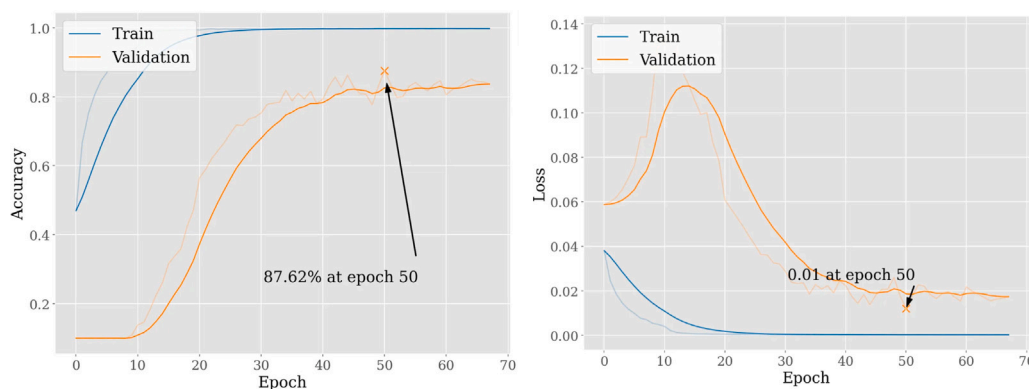 1.0
0.8
0.6
0.4
0.2
Accuracy
Train
Validation
87.62% at epoch 50
0 10 20 30 40 50 60 70
Epoch
0.14
0.12
0.10
0.08
0.06
0.04
0.02
0.00
Loss
Train
Validation
0.01 at epoch 50
0 10 20 30 40 50 60 70
Epoch